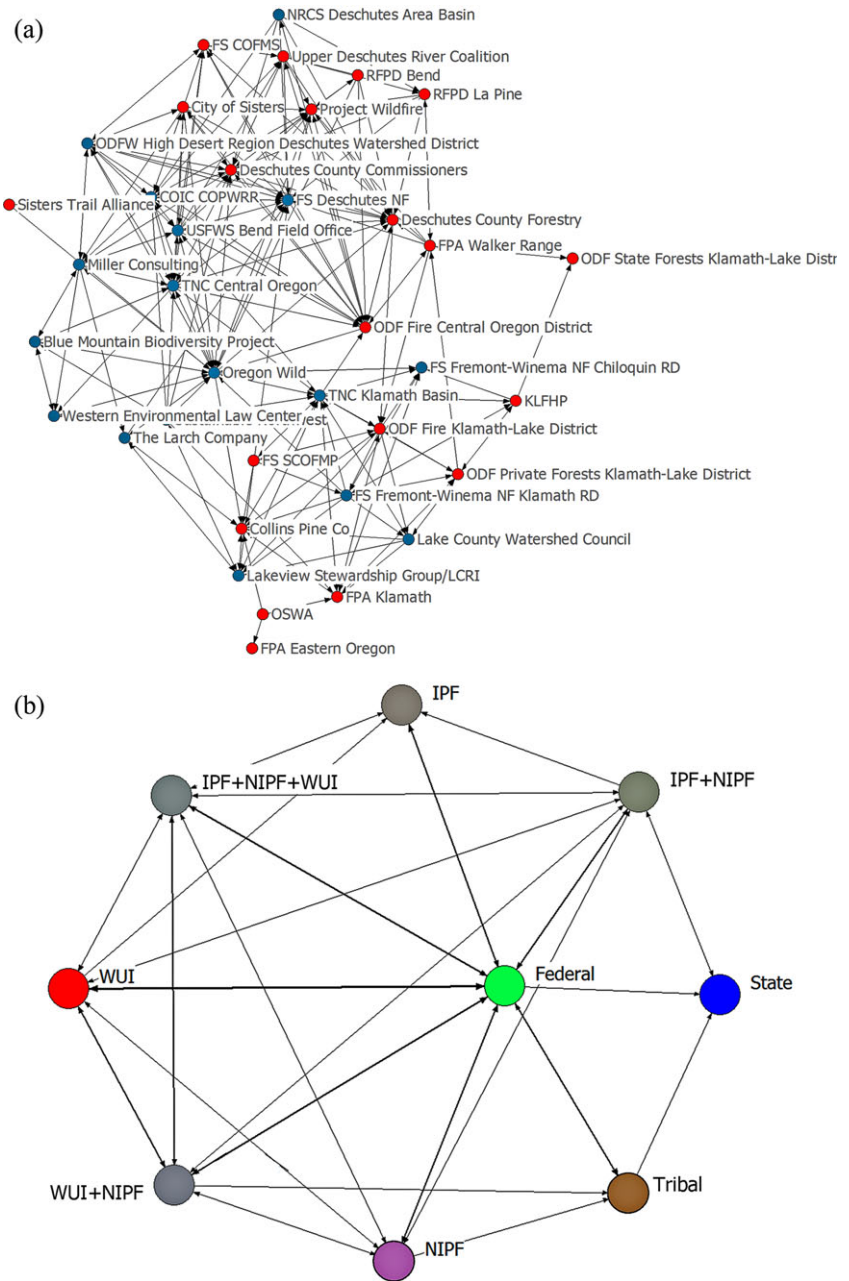 (a)
NRCS Deschutes Area Basin
FS COFMS
Upper Deschutes River Coalition
RFPD Bend
RFPD La Pine
City of Sisters
Project Wildfire
ODFW High Desert Region Deschutes Watershed District
Deschutes County Commissioners
COIC COPWRR
FS Deschutes NF
Sisters Trail Alliance
Deschutes County Forestry
USFWS Bend Field Office
FPA Walker Range
ODF State Forests Klamath-Lake Distr
Miller Consulting
TNC Central Oregon
ODF Fire Central Oregon District
Blue Mountain Biodiversity Project
Oregon Wild
FS Fremont-Winema NF Chiloquin RD
TNC Klamath Basin
KLFHP
Western Environmental Law Center
ODF Fire Klamath-Lake District
The Larch Company
FS SCOFMP
ODF Private Forests Klamath-Lake District
FS Fremont-Winema NF Klamath RD
Collins Pine Co
Lake County Watershed Council
Lakeview Stewardship Group/LCRI
FPA Klamath
OSWA
FPA Eastern Oregon
(b)
IPF
IPF+NIPF+WUI
IPF+NIPF
WUI
Federal
State
WUI+NIPF
Tribal
NIPF